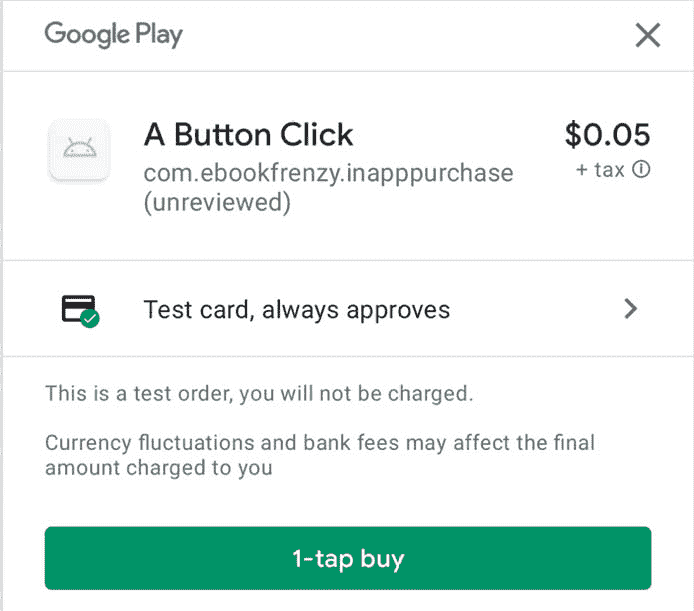 Google Play
A Button Click
$0.05
com.ebookfrenzy.inapppurchase
+ tax
(unreviewed)
Test card, always approves
This is a test order, you will not be charged.
Currency fluctuations and bank fees may affect the final
amount charged to you
1-tap buy